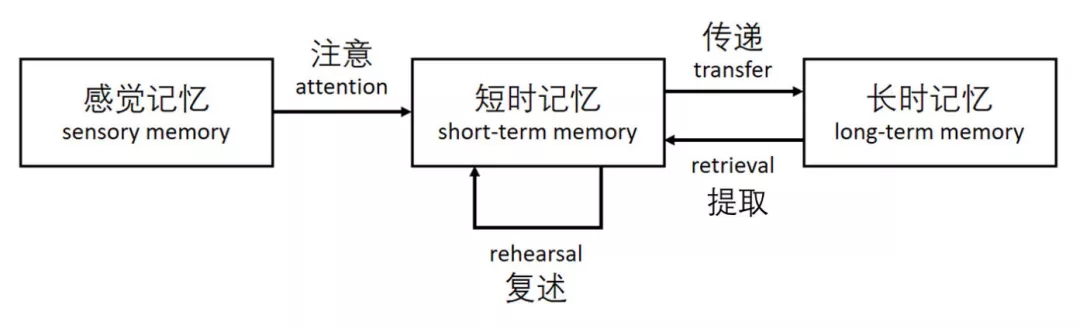 感觉记忆
sensory memory
注意
attention
短时记忆
short-term memory
传递
transfer
长时记忆
long-term memory
retrieval
提取
rehearsal
复述